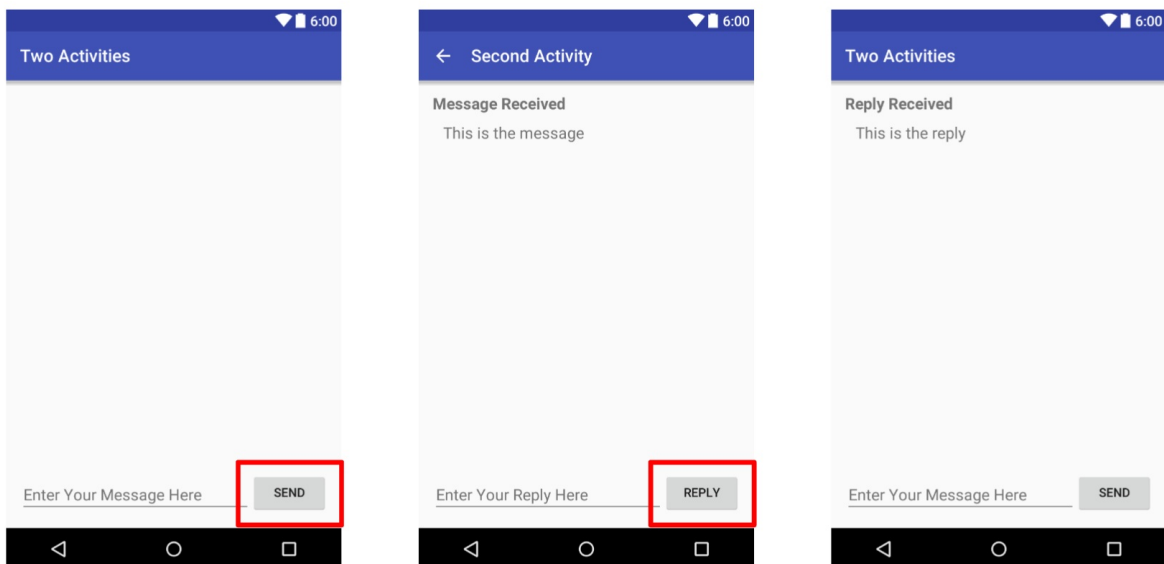 6:00
Two Activities
Enter Your Message Here
SEND
6:00
Second Activity
Message Received
This is the message
Enter Your Reply Here
REPLY
6:00
Two Activities
Reply Received
This is the reply
Enter Your Message Here
SEND